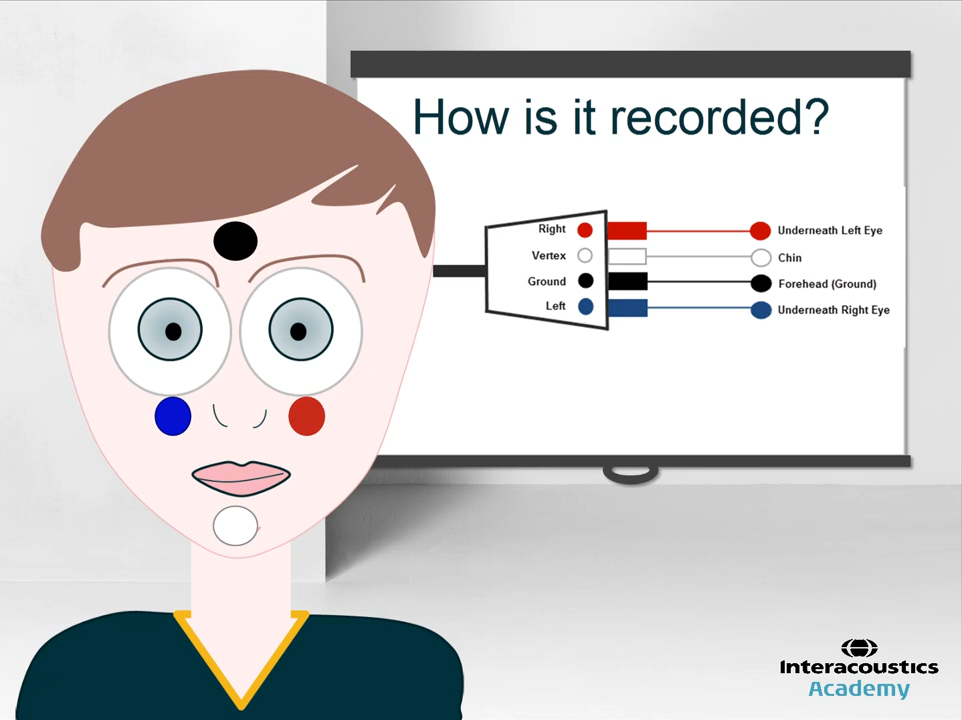 How is it recorded?
Right
Underneath Left Eye
Vertex
Chin
Ground
Forehead (Ground)
Left
Underneath Right Eye
Interacoustics
Academy